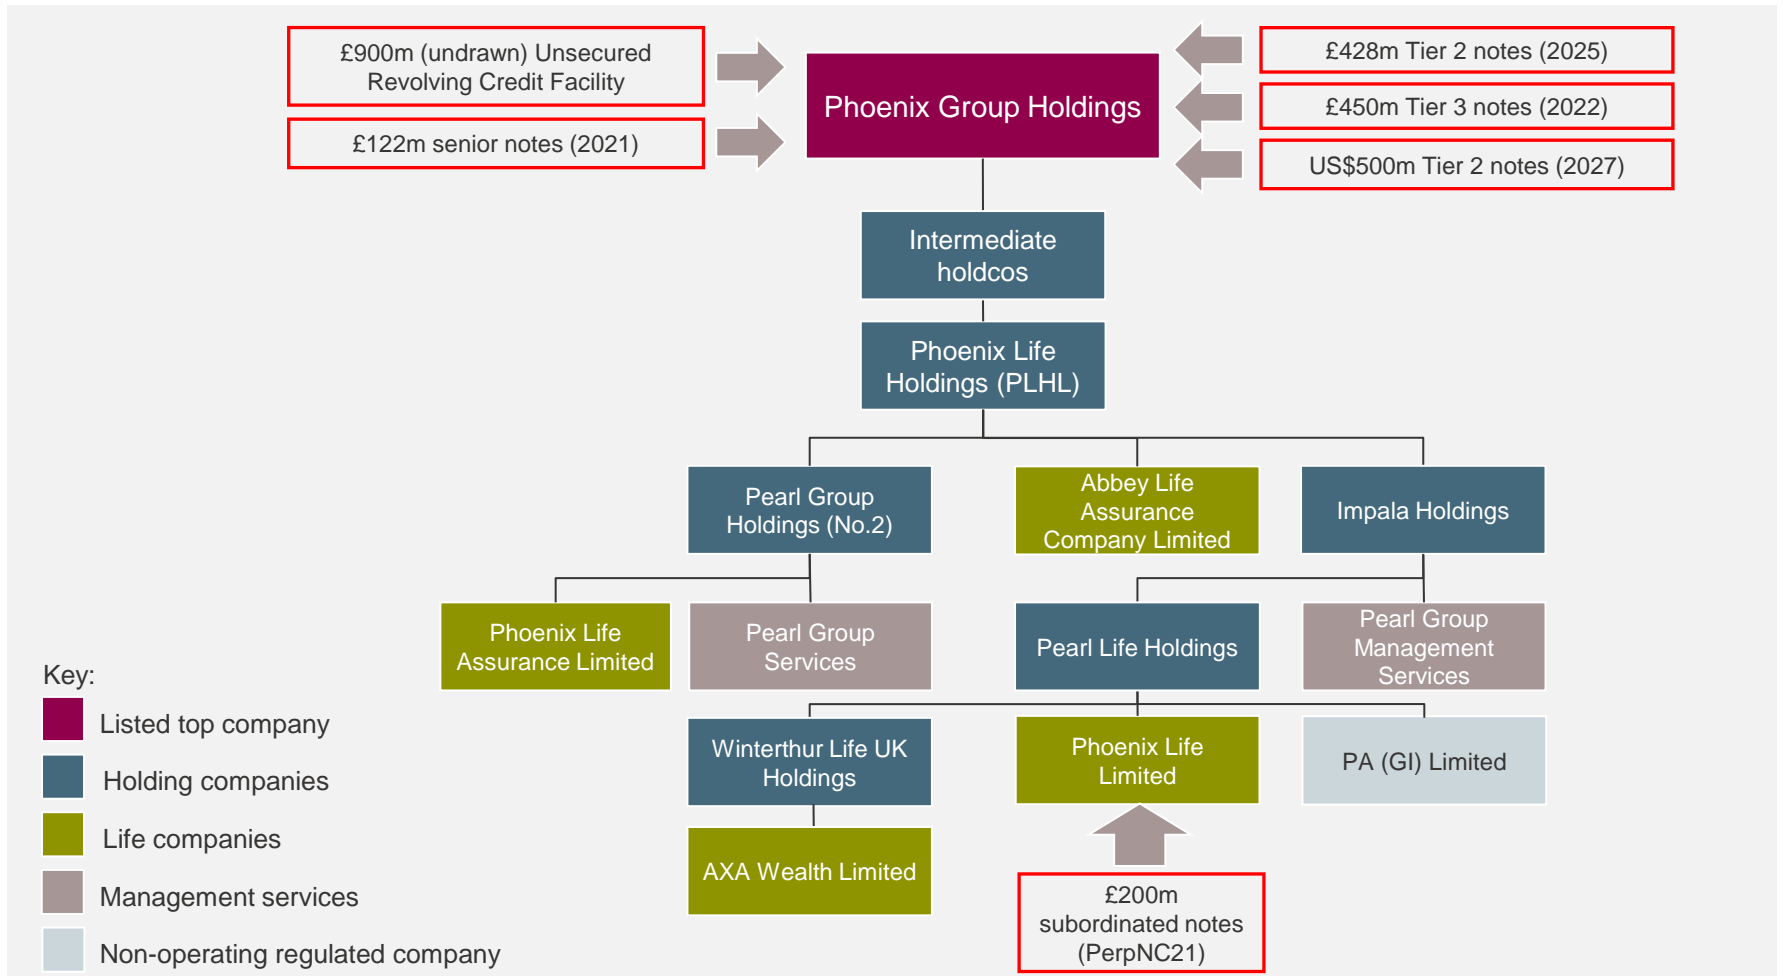 £900m (undrawn) Unsecured
Revolving Credit Facility
£122m senior notes (2021)
Phoenix Group Holdings
£428m Tier 2 notes (2025)
£450m Tier 3 notes (2022)
US$500m Tier 2 notes (2027)
Intermediate
holdcos
Phoenix Life
Holdings (PLHL)
Pearl Group
Holdings (No.2)
Abbey Life
Assurance
Company Limited
Impala Holdings
Phoenix Life
Assurance Limited
Pearl Group
Services
Pearl Life Holdings
Pearl Group
Management
Services
Winterthur Life UK
Holdings
Phoenix Life
Limited
PA (GI) Limited
AXA Wealth Limited
£200m
subordinated notes
(PerpNC21)
Key:
Listed top company
Holding companies
Life companies
Management services
Non-operating regulated company